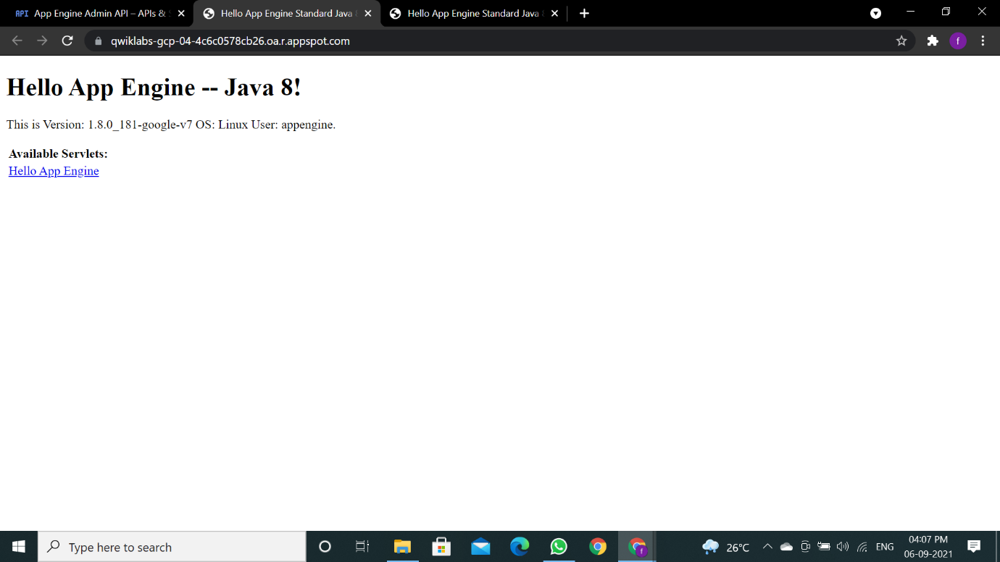 API App Engine Admin API – APIs &
Hello App Engine Standard Java
Hello App Engine Standard Java
qwiklabs-gcp-04-4c6c0578cb26.oa.r.appspot.com
f
Hello App Engine -- Java 8!
This is Version: 1.8.0_181-google-v7 OS: Linux User: appengine.
Available Servlets:
Hello App Engine
Type here to search
f
26°C
ENG
04:07 PM
06-09-2021